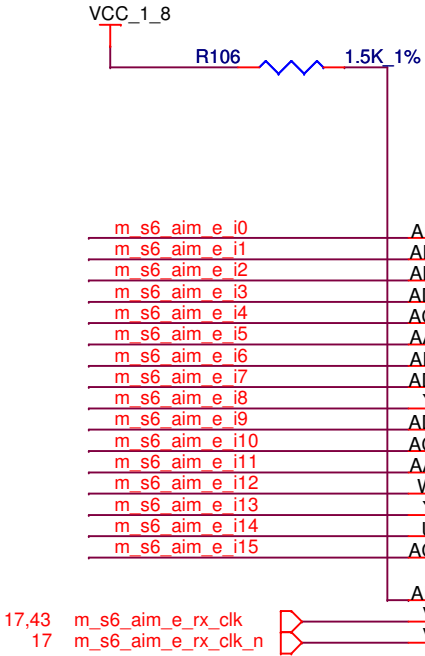 VCC_1_8
R106 1.5K_1%
m_s6_aim_e_i0
m_s6_aim_e_i1
m_s6_aim_e_i2
m_s6_aim_e_i3
m_s6_aim_e_i4
m_s6_aim_e_i5
m_s6_aim_e_i6
m_s6_aim_e_i7
m_s6_aim_e_i8
m_s6_aim_e_i9
m_s6_aim_e_i10
m_s6_aim_e_i11
m_s6_aim_e_i12
m_s6_aim_e_i13
m_s6_aim_e_i14
m_s6_aim_e_i15
17,43 m_s6_aim_e_rx_clk
17 m_s6_aim_e_rx_clk_n